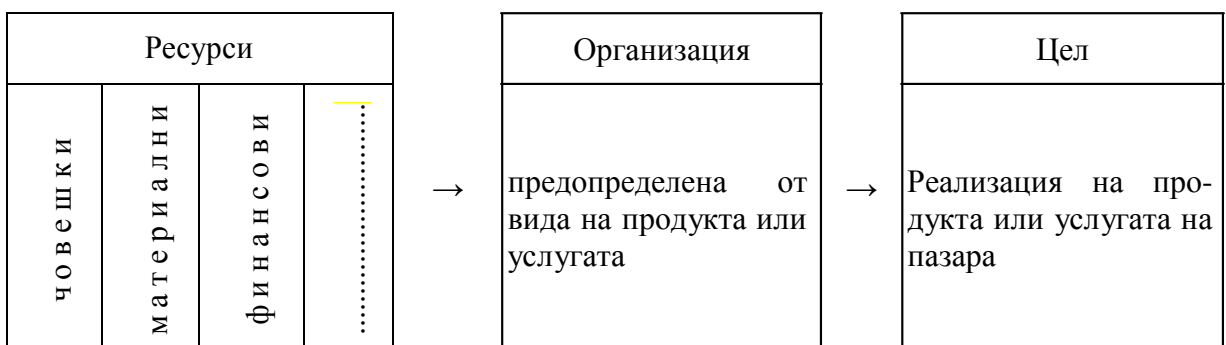 Ресурси
човешки
материални
финансови
................................
→
Организация
предопределена от
вида на продукта или
услугата
→
Цел
Реализация на про-
дукта или услугата на
пазара